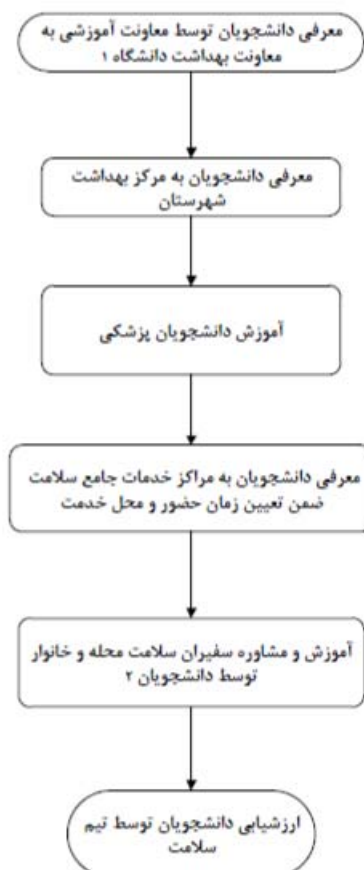 معرفی دانشجویان توسط معاونت آموزشی به
معاونت بهداشت دانشگاه ۱
معرفی دانشجویان به مرکز بهداشت
شهرستان
آموزش دانشجویان پزشکی
معرفی دانشجویان به مراکز خدمات جامع سلامت
ضمن تعیین زمان حضور و محل خدمت
آموزش و مشاوره سفیران سلامت محله و خانوار
توسط دانشجویان ۲
ارزشیابی دانشجویان توسط تیم
سلامت